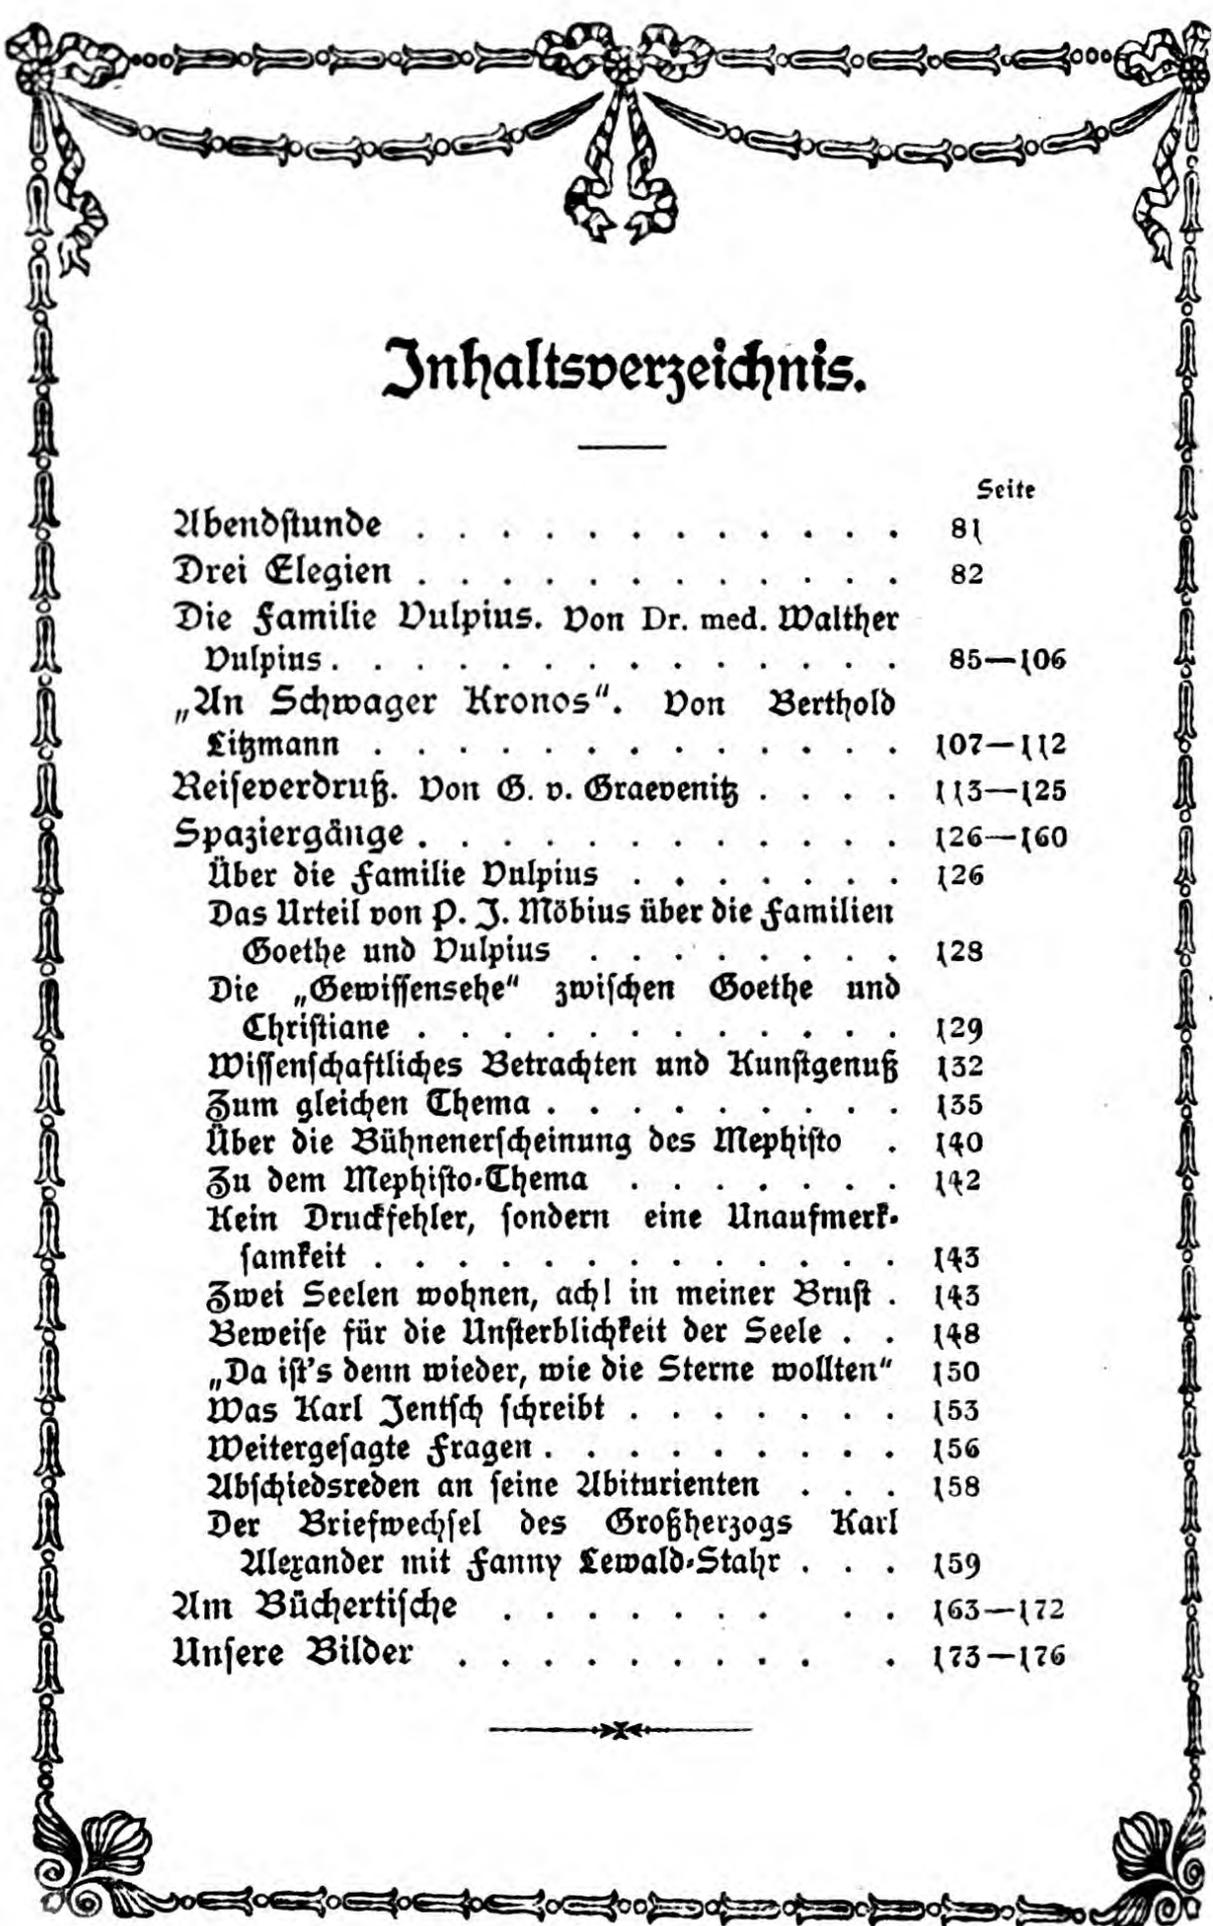 Inhaltsverzeichnis.
Seite
Abendstunde . . . . . . . . . . . . 81
Drei Elegien . . . . . . . . . . . . 82
Die Familie Vulpius. Von Dr. med. Walther
Vulpius . . . . . . . . . . . . . . 85—106
„An Schwager Kronos“. Von Berthold
Litzmann . . . . . . . . . . . . . 107—112
Reiseverdruß. Von G. v. Graevenitz . . . . 113—125
Spaziergänge . . . . . . . . . . . . 126—160
Über die Familie Vulpius . . . . . . . 126
Das Urteil von P. J. Möbius über die Familien
Goethe und Vulpius . . . . . . . . 128
Die „Gewissensehe“ zwischen Goethe und
Christiane . . . . . . . . . . . . 129
Wissenschaftliches Betrachten und Kunstgenuß 132
Zum gleichen Thema . . . . . . . . . 135
Über die Bühnenerscheinung des Mephisto . 140
Zu dem Mephisto-Thema . . . . . . . 142
Kein Druckfehler, sondern eine Unaufmerk-
samkeit . . . . . . . . . . . . . 143
Zwei Seelen wohnen, ach! in meiner Brust . 143
Beweise für die Unsterblichkeit der Seele . . 148
„Da ist's denn wieder, wie die Sterne wollten“ 150
Was Karl Jentsch schreibt . . . . . . . 153
Weitergesagte Fragen . . . . . . . . . 156
Abschiedsreden an seine Abiturienten . . . 158
Der Briefwechsel des Großherzogs Karl
Alexander mit Fanny Lewald-Stahr . . . 159
Am Büchertische . . . . . . . . . 163—172
Unsere Bilder . . . . . . . . . . 173—176